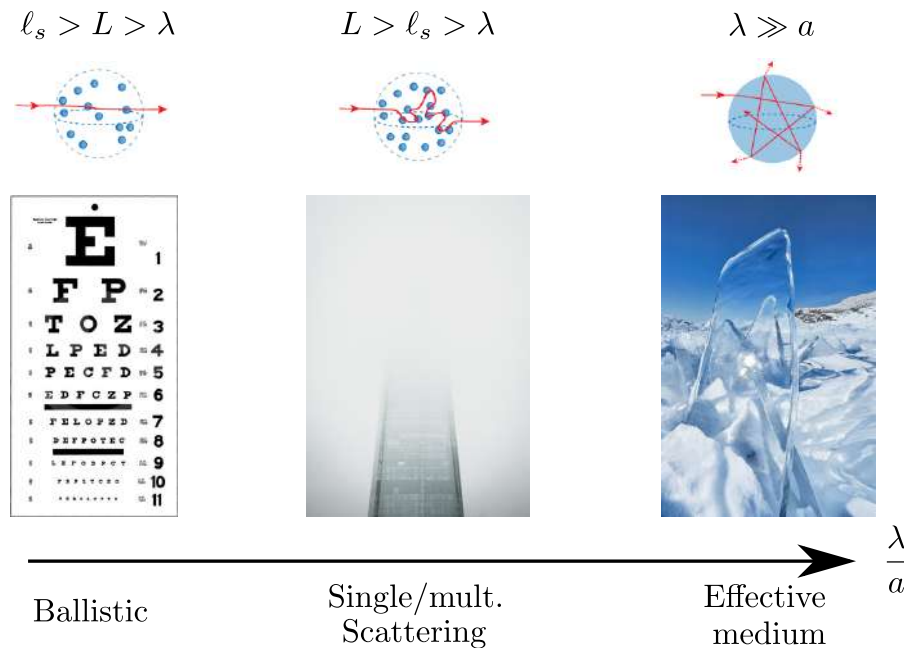 ℓₛ > L > λ
L > ℓₛ > λ
λ ≫ a
E 1
F P 2
T O Z 3
L P E D 4
P E C F D 5
E D F C Z P 6
F E L O P Z D 7
D E F P O T E C 8
L E F O D P C T 9
10
11
λ
a
Ballistic
Single/mult.
Scattering
Effective
medium